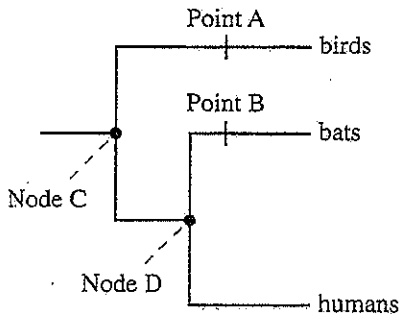 Point A
birds
Point B
bats
Node C
Node D
humans